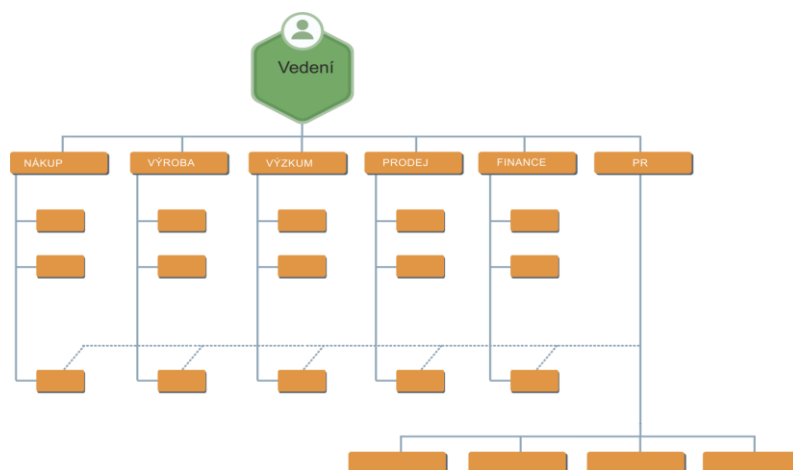 Vedení
NÁKUP
VÝROBA
VÝZKUM
PRODEJ
FINANCE
PR